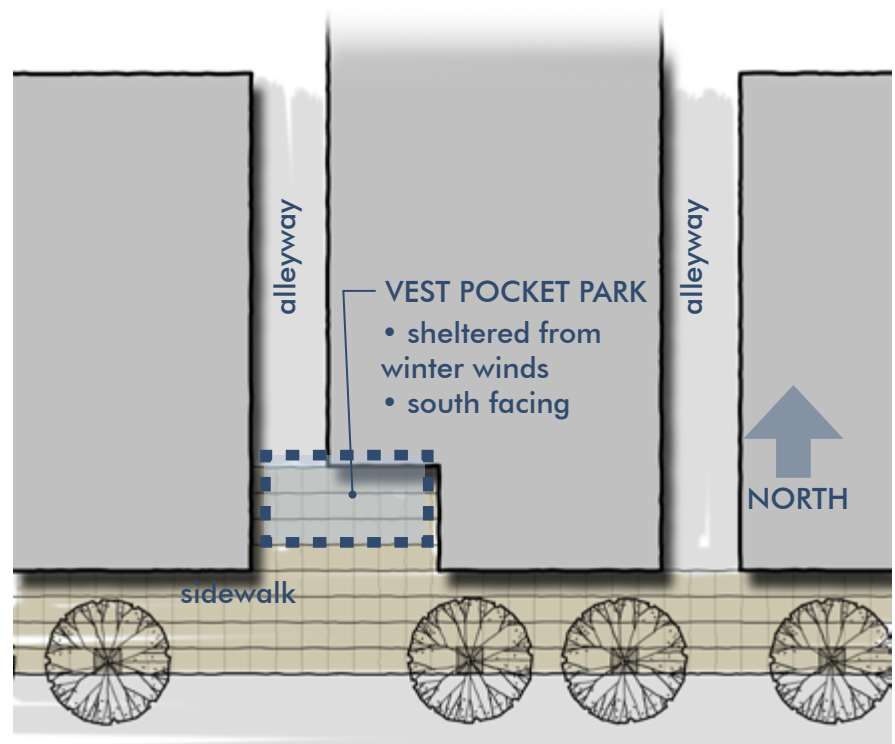 alleyway
alleyway
VEST POCKET PARK
• sheltered from
winter winds
• south facing
NORTH
sidewalk